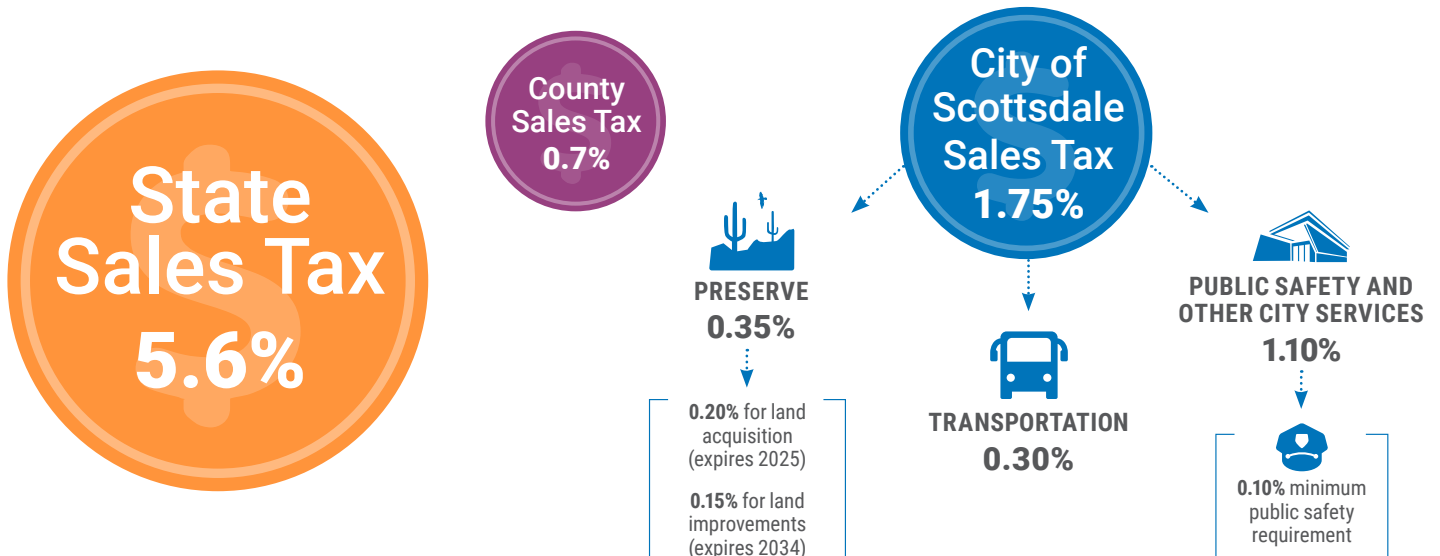 State
Sales Tax
5.6%
County
Sales Tax
0.7%
City of
Scottsdale
Sales Tax
1.75%
PRESERVE
0.35%
0.20% for land
acquisition
(expires 2025)
0.15% for land
improvements
(expires 2034)
TRANSPORTATION
0.30%
PUBLIC SAFETY AND
OTHER CITY SERVICES
1.10%
0.10% minimum
public safety
requirement